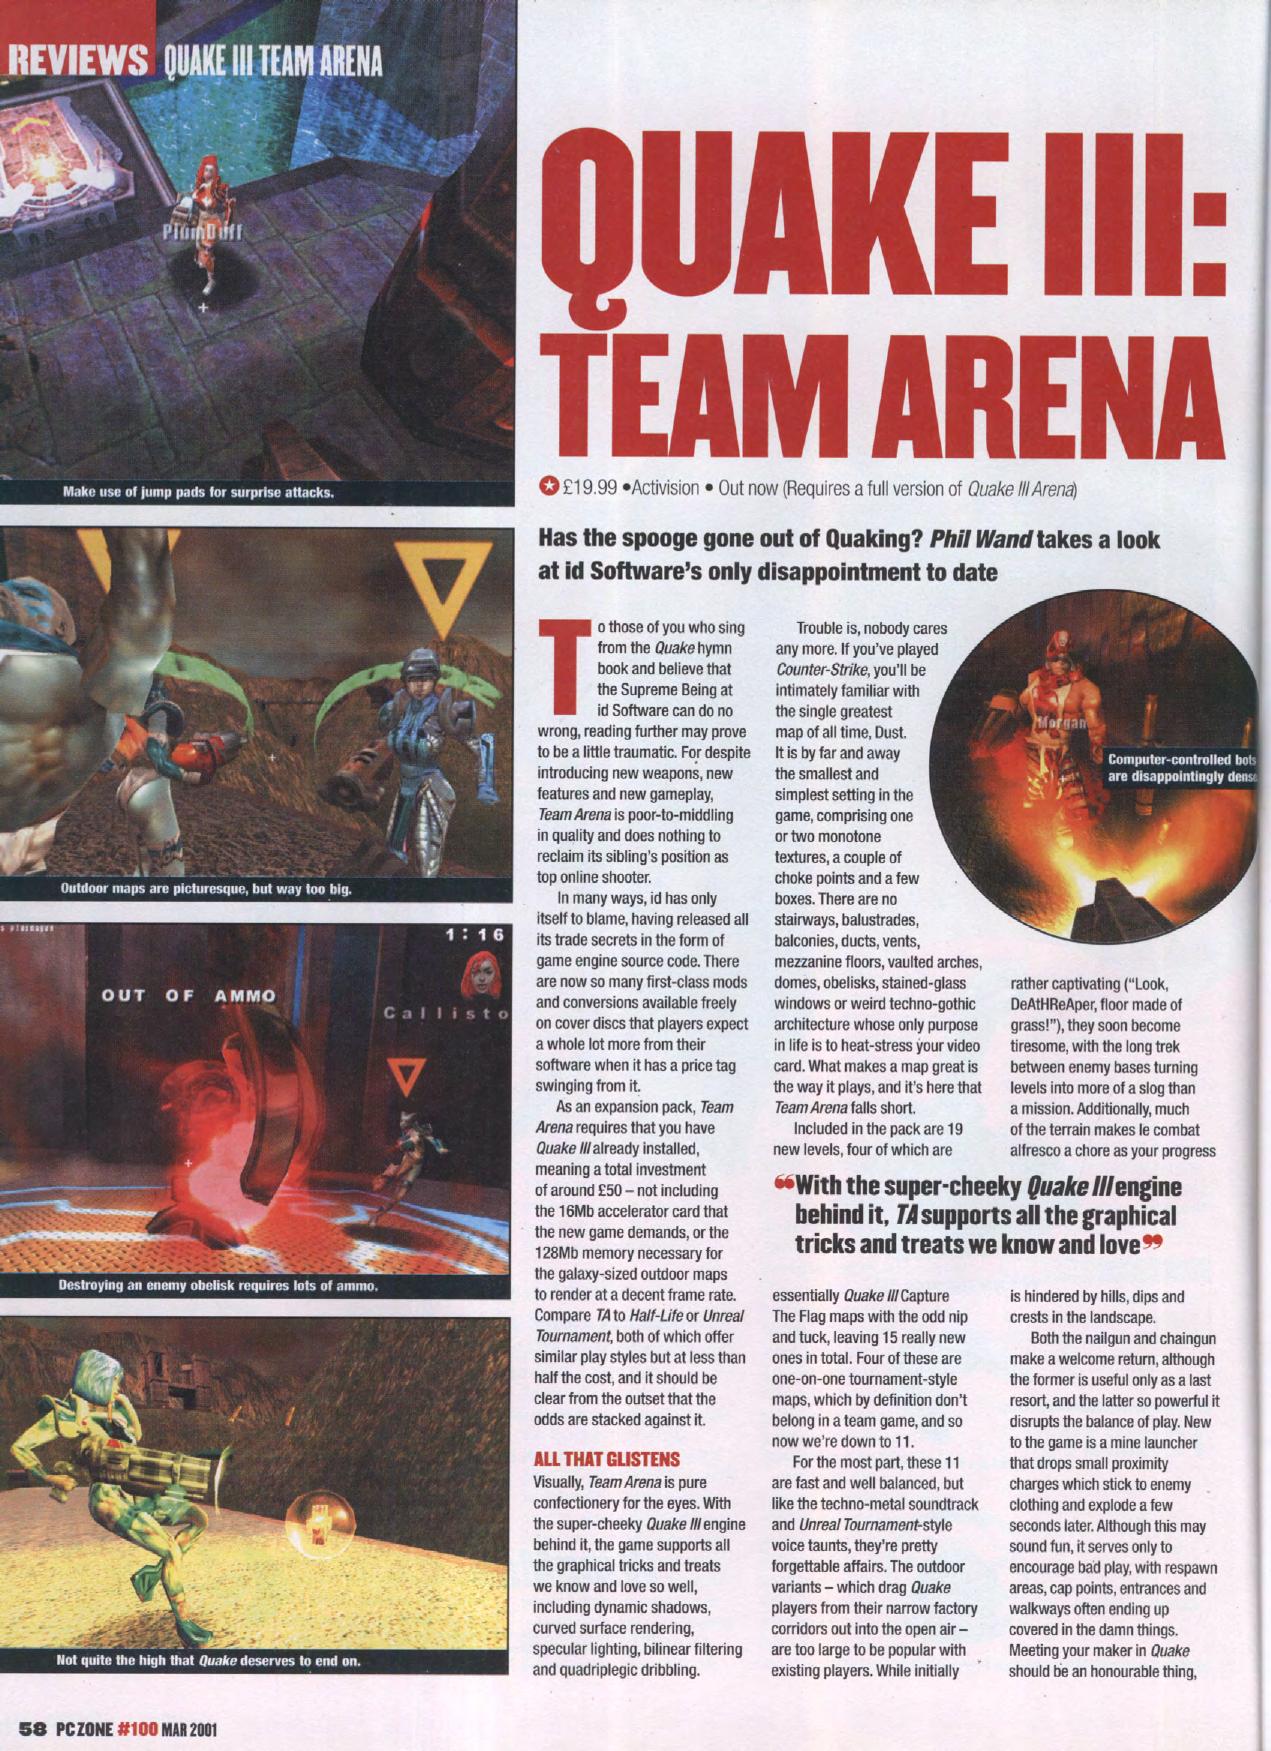 REVIEWS QUAKE III TEAM ARENA
PlumDuff
Make use of jump pads for surprise attacks.
Outdoor maps are picturesque, but way too big.
1:16
OUT OF AMMO
Callisto
Destroying an enemy obelisk requires lots of ammo.
Not quite the high that Quake deserves to end on.
QUAKE III:
TEAM ARENA
£19.99 •Activision • Out now (Requires a full version of Quake III Arena)
Has the spooge gone out of Quaking? Phil Wand takes a look
at id Software's only disappointment to date
To those of you who sing
from the Quake hymn
book and believe that
the Supreme Being at
id Software can do no
wrong, reading further may prove
to be a little traumatic. For despite
introducing new weapons, new
features and new gameplay,
Team Arena is poor-to-middling
in quality and does nothing to
reclaim its sibling's position as
top online shooter.
In many ways, id has only
itself to blame, having released all
its trade secrets in the form of
game engine source code. There
are now so many first-class mods
and conversions available freely
on cover discs that players expect
a whole lot more from their
software when it has a price tag
swinging from it.
As an expansion pack, Team
Arena requires that you have
Quake III already installed,
meaning a total investment
of around £50 – not including
the 16Mb accelerator card that
the new game demands, or the
128Mb memory necessary for
the galaxy-sized outdoor maps
to render at a decent frame rate.
Compare TA to Half-Life or Unreal
Tournament, both of which offer
similar play styles but at less than
half the cost, and it should be
clear from the outset that the
odds are stacked against it.
ALL THAT GLISTENS
Visually, Team Arena is pure
confectionery for the eyes. With
the super-cheeky Quake III engine
behind it, the game supports all
the graphical tricks and treats
we know and love so well,
including dynamic shadows,
curved surface rendering,
specular lighting, bilinear filtering
and quadriplegic dribbling.
Trouble is, nobody cares
any more. If you've played
Counter-Strike, you'll be
intimately familiar with
the single greatest
map of all time, Dust.
It is by far and away
the smallest and
simplest setting in the
game, comprising one
or two monotone
textures, a couple of
choke points and a few
boxes. There are no
stairways, balustrades,
balconies, ducts, vents,
mezzanine floors, vaulted arches,
domes, obelisks, stained-glass
windows or weird techno-gothic
architecture whose only purpose
in life is to heat-stress your video
card. What makes a map great is
the way it plays, and it's here that
Team Arena falls short.
Included in the pack are 19
new levels, four of which are
“With the super-cheeky Quake III engine
behind it, TA supports all the graphical
tricks and treats we know and love”
essentially Quake III Capture
The Flag maps with the odd nip
and tuck, leaving 15 really new
ones in total. Four of these are
one-on-one tournament-style
maps, which by definition don't
belong in a team game, and so
now we're down to 11.
For the most part, these 11
are fast and well balanced, but
like the techno-metal soundtrack
and Unreal Tournament-style
voice taunts, they're pretty
forgettable affairs. The outdoor
variants – which drag Quake
players from their narrow factory
corridors out into the open air –
are too large to be popular with
existing players. While initially
Morgan
Computer-controlled bots
are disappointingly dense
rather captivating (“Look,
DeAtHReAper, floor made of
grass!”), they soon become
tiresome, with the long trek
between enemy bases turning
levels into more of a slog than
a mission. Additionally, much
of the terrain makes le combat
alfresco a chore as your progress
is hindered by hills, dips and
crests in the landscape.
Both the nailgun and chaingun
make a welcome return, although
the former is useful only as a last
resort, and the latter so powerful it
disrupts the balance of play. New
to the game is a mine launcher
that drops small proximity
charges which stick to enemy
clothing and explode a few
seconds later. Although this may
sound fun, it serves only to
encourage bad play, with respawn
areas, cap points, entrances and
walkways often ending up
covered in the damn things.
Meeting your maker in Quake
should be an honourable thing,
58 PCZONE #100 MAR 2001